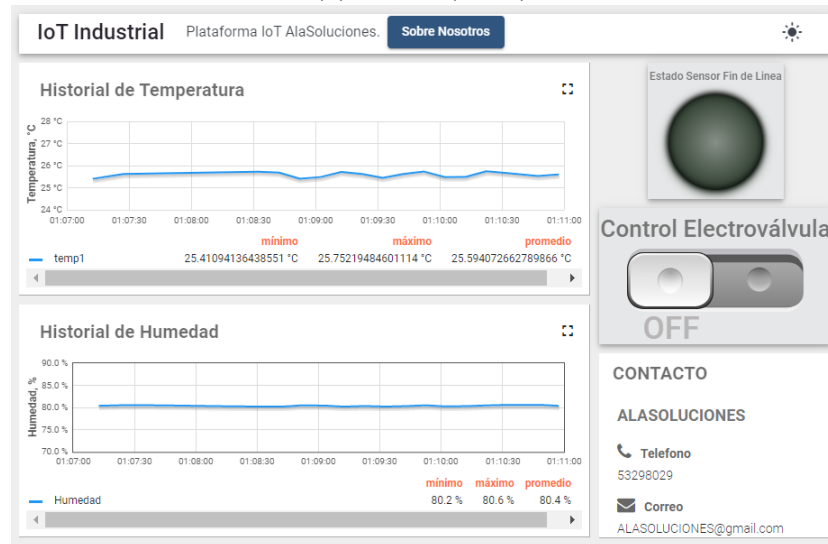 IoT Industrial Plataforma IoT AlaSoluciones. Sobre Nosotros
Historial de Temperatura
Temperatura, °C
28 °C
27 °C
26 °C
25 °C
24 °C
01:07:00 01:07:30 01:08:00 01:08:30 01:09:00 01:09:30 01:10:00 01:10:30 01:11:00
mínimo máximo promedio
temp1 25.41094136438551 °C 25.75219484601114 °C 25.594072662789866 °C
Historial de Humedad
Humedad, %
90.0 %
85.0 %
80.0 %
75.0 %
70.0 %
01:07:00 01:07:30 01:08:00 01:08:30 01:09:00 01:09:30 01:10:00 01:10:30 01:11:00
mínimo máximo promedio
Humedad 80.2 % 80.6 % 80.4 %
Estado Sensor Fin de Linea
Control Electroválvula
OFF
CONTACTO
ALASOLUCIONES
Telefono
53298029
Correo
ALASOLUCIONES@gmail.com